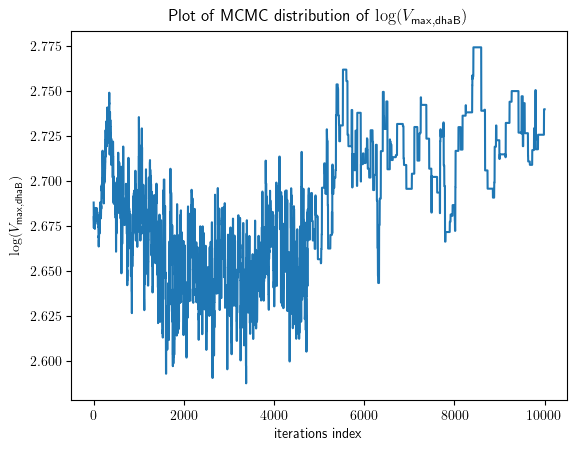 Plot of MCMC distribution of log(V_max,dhaB)
2.775
2.750
2.725
2.700
2.675
2.650
2.625
2.600
log(V_max,dhaB)
0 2000 4000 6000 8000 10000
iterations index